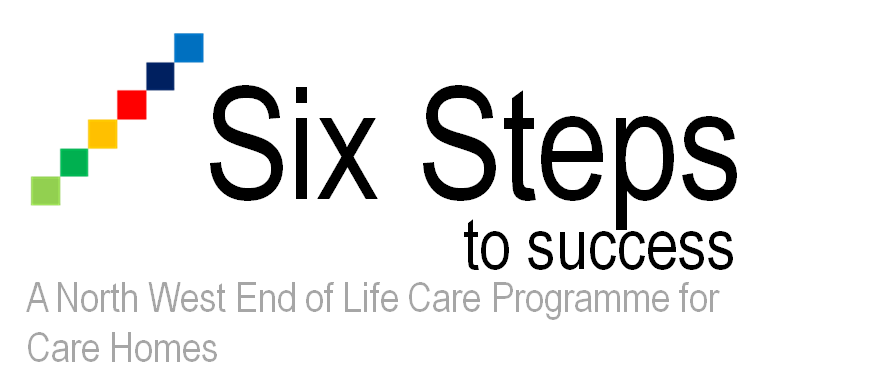 Six Steps
to success
A North West End of Life Care Programme for
Care Homes